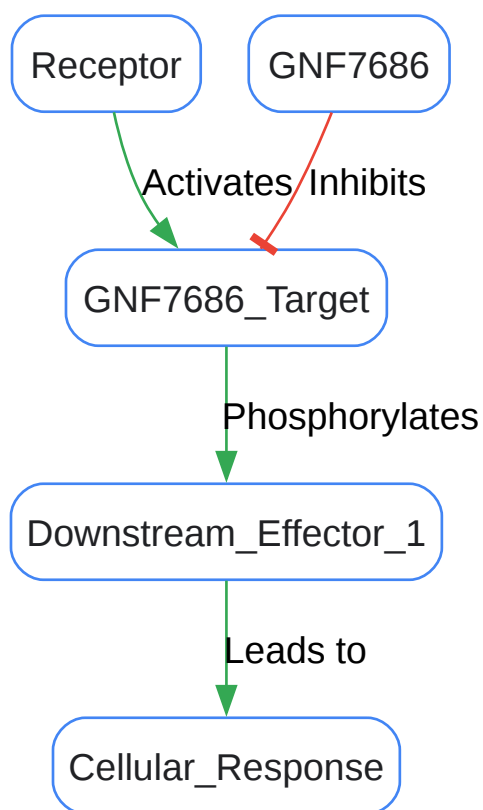 Receptor
GNF7686
Activates
Inhibits
GNF7686_Target
Phosphorylates
Downstream_Effector_1
Leads to
Cellular_Response